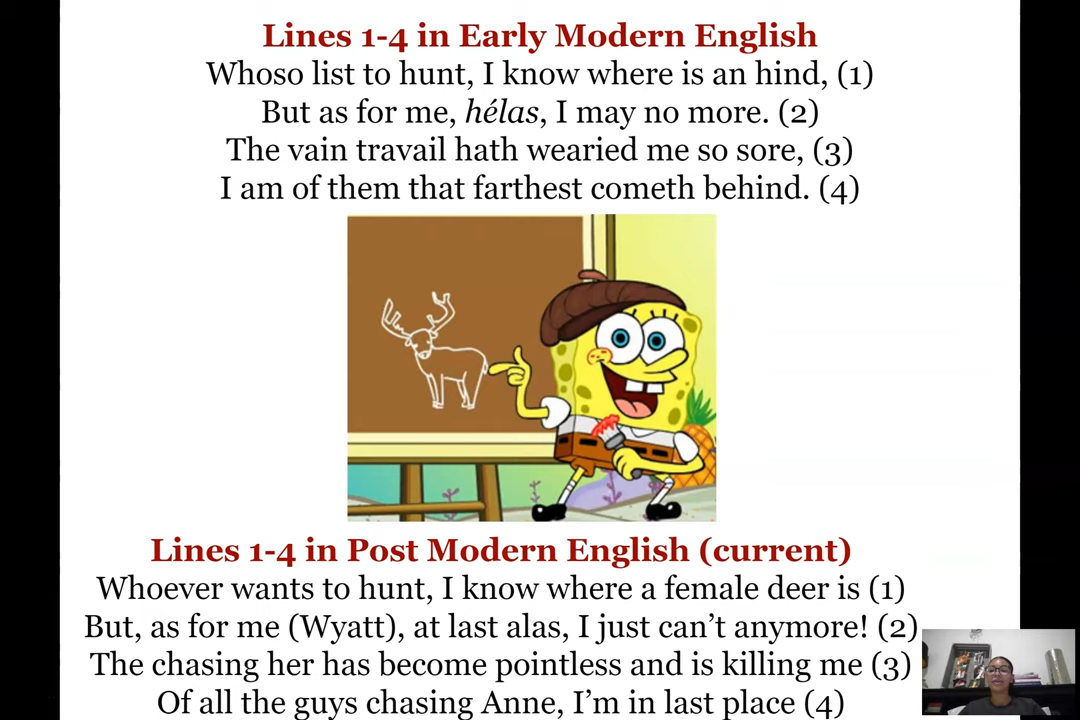 Lines 1-4 in Early Modern English
Whoso list to hunt, I know where is an hind, (1)
But as for me, hélas, I may no more. (2)
The vain travail hath wearied me so sore, (3)
I am of them that farthest cometh behind. (4)
Lines 1-4 in Post Modern English (current)
Whoever wants to hunt, I know where a female deer is (1)
But, as for me (Wyatt), at last alas, I just can’t anymore! (2)
The chasing her has become pointless and is killing me (3)
Of all the guys chasing Anne, I’m in last place (4)